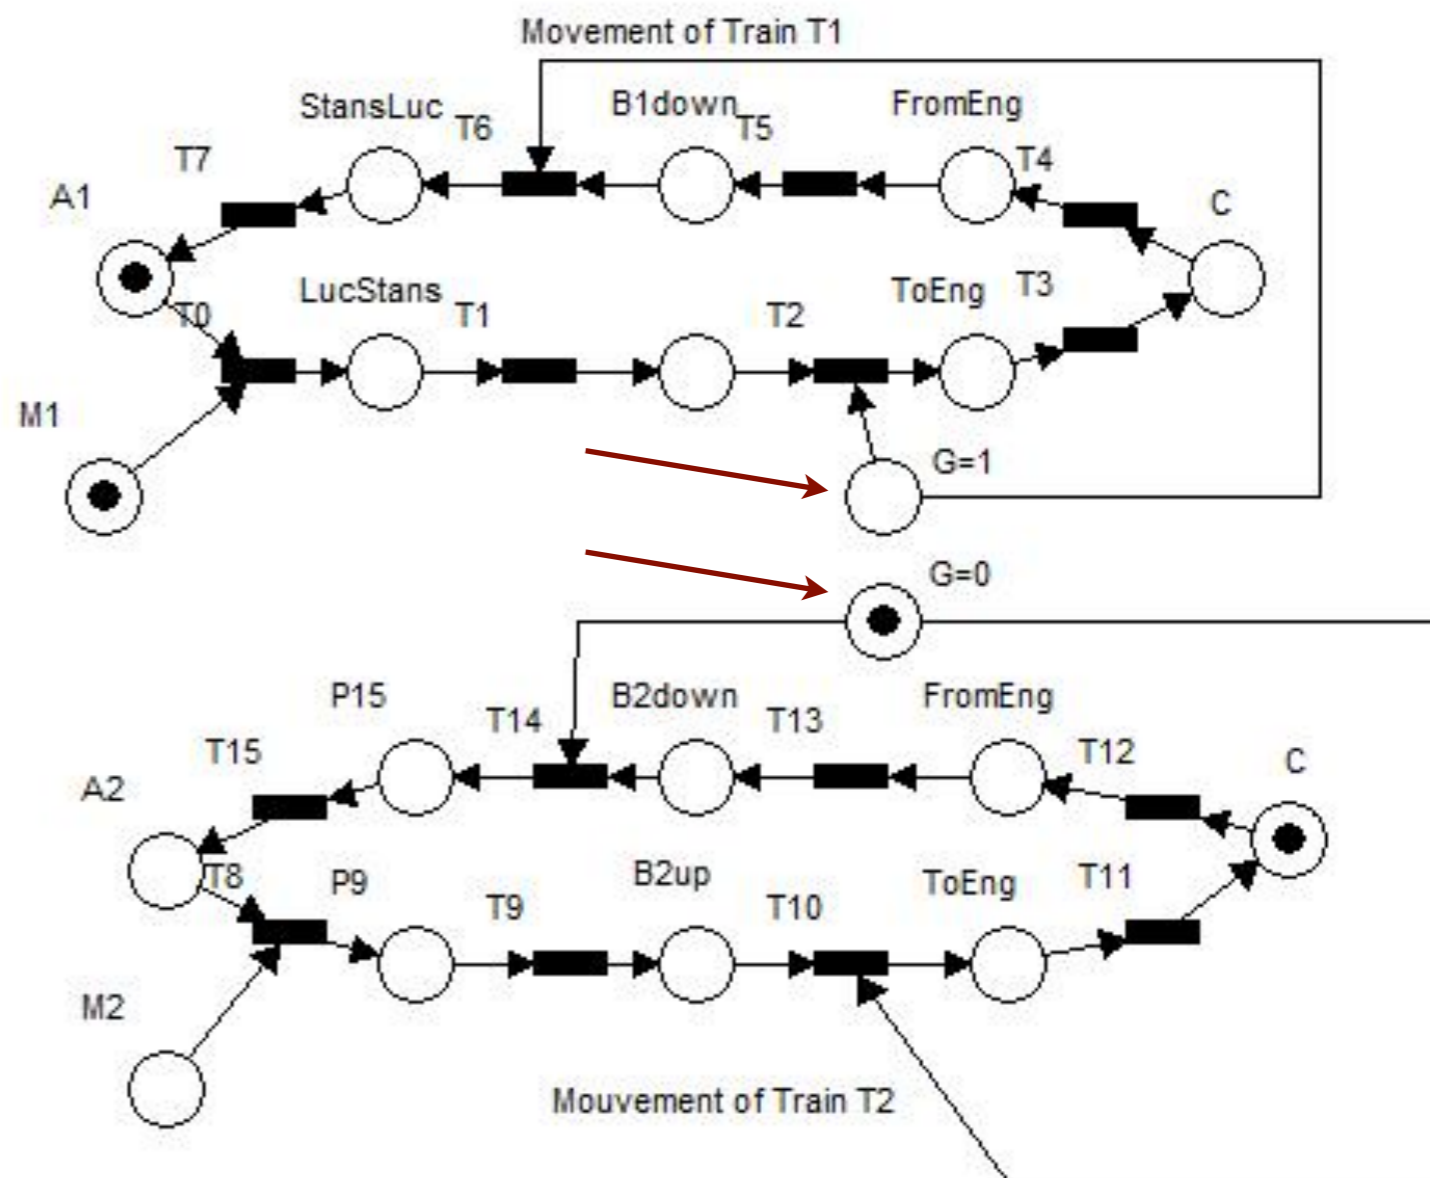 Movement of Train T1
StansLuc
T6
B1down
T5
FromEng
T7
T4
A1
C
T0
LucStans
T1
T2
ToEng
T3
M1
G=1
G=0
P15
T14
B2down
T13
FromEng
T15
T12
A2
C
T8
P9
T9
B2up
T10
ToEng
T11
M2
Mouvement of Train T2